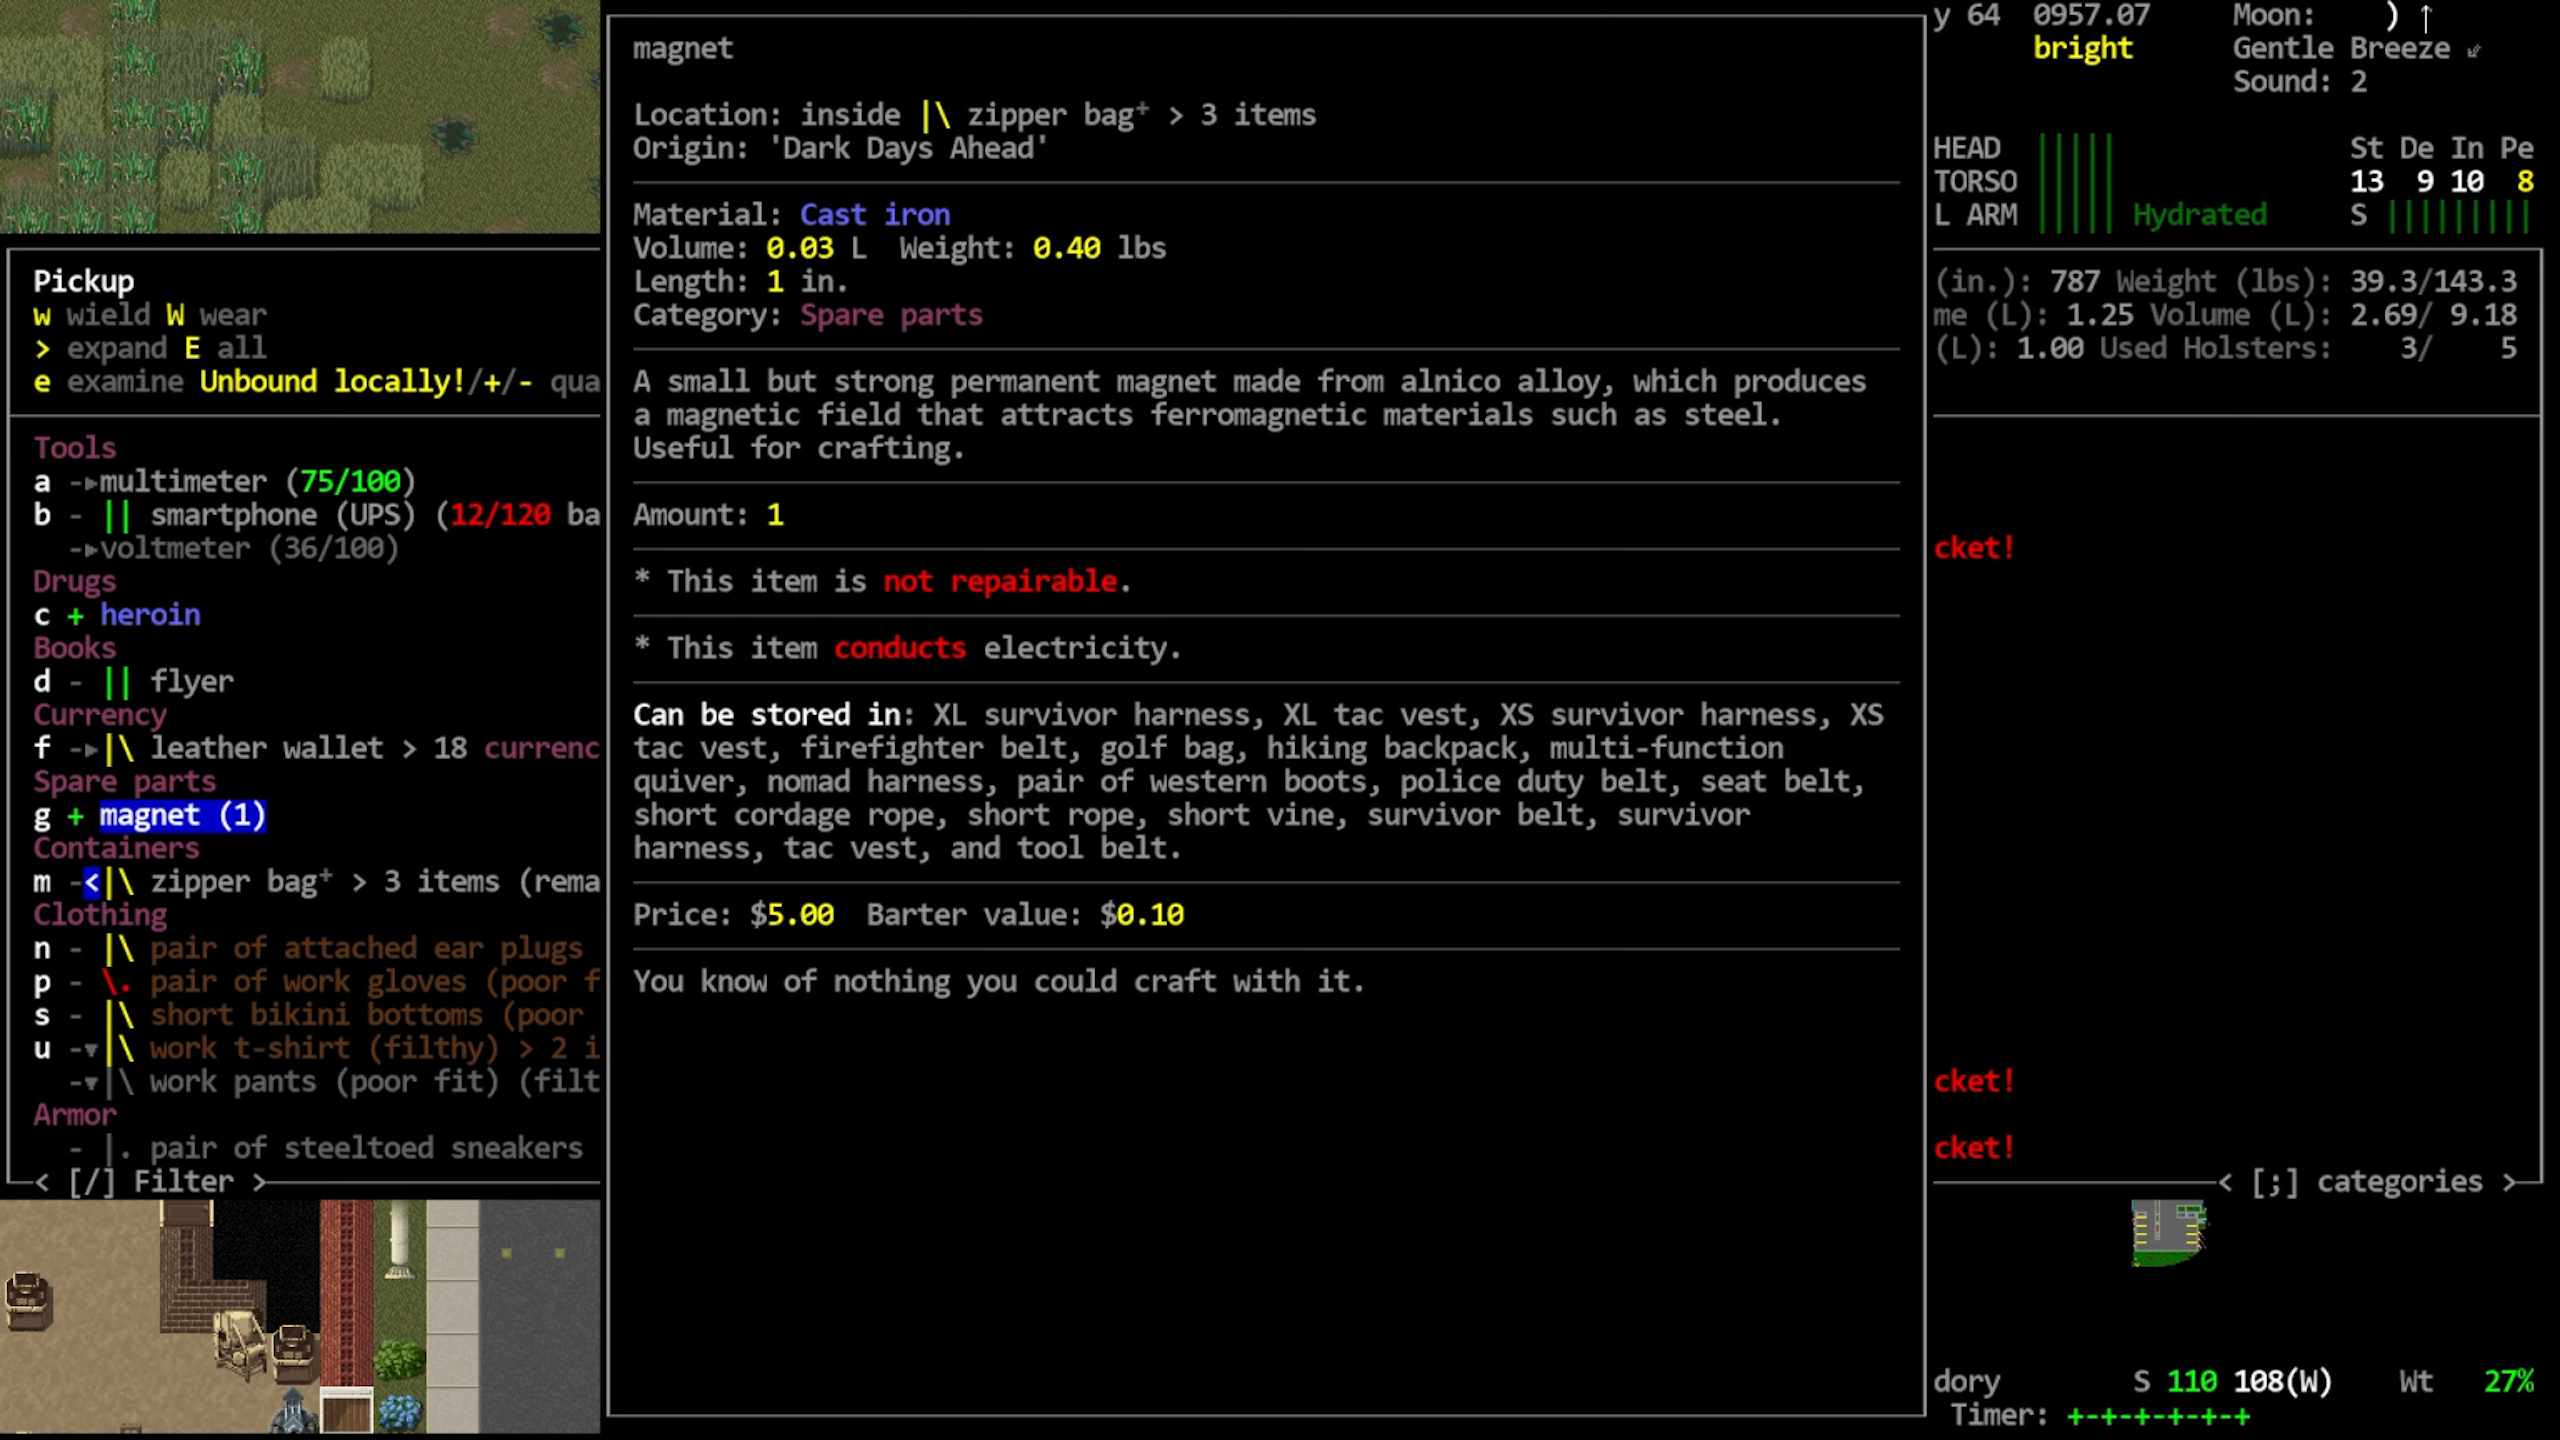 magnet
Location: inside |\ zipper bag⁺ > 3 items
Origin: 'Dark Days Ahead'
Material: Cast iron
Volume: 0.03 L  Weight: 0.40 lbs
Length: 1 in.
Category: Spare parts
A small but strong permanent magnet made from alnico alloy, which produces
a magnetic field that attracts ferromagnetic materials such as steel.
Useful for crafting.
Amount: 1
* This item is not repairable.
* This item conducts electricity.
Can be stored in: XL survivor harness, XL tac vest, XS survivor harness, XS
tac vest, firefighter belt, golf bag, hiking backpack, multi-function
quiver, nomad harness, pair of western boots, police duty belt, seat belt,
short cordage rope, short rope, short vine, survivor belt, survivor
harness, tac vest, and tool belt.
Price: $5.00  Barter value: $0.10
You know of nothing you could craft with it.
Pickup
w wield W wear
> expand E all
e examine Unbound locally!/+/- qua
Tools
a -▸multimeter (75/100)
b - || smartphone (UPS) (12/120 ba
-▸voltmeter (36/100)
Drugs
c + heroin
Books
d - || flyer
Currency
f -▸|\ leather wallet > 18 currenc
Spare parts
g + magnet (1)
Containers
m -<|\ zipper bag⁺ > 3 items (rema
Clothing
n - |\ pair of attached ear plugs
p - \. pair of work gloves (poor f
s - |\ short bikini bottoms (poor
u -▾|\ work t-shirt (filthy) > 2 i
-▾|\ work pants (poor fit) (filt
Armor
- |. pair of steeltoed sneakers
< [/] Filter >
y 64  0957.07  Moon: ) ↑
bright  Gentle Breeze ⇙
Sound: 2
HEAD |||||  St De In Pe
TORSO |||||  13 9 10 8
L ARM |||||  Hydrated  S |||||||||
(in.): 787 Weight (lbs): 39.3/143.3
me (L): 1.25 Volume (L): 2.69/ 9.18
(L): 1.00 Used Holsters: 3/ 5
cket!
cket!
cket!
< [;] categories >
dory  S 110 108(W)  Wt 27%
Timer: +-+-+-+-+-+